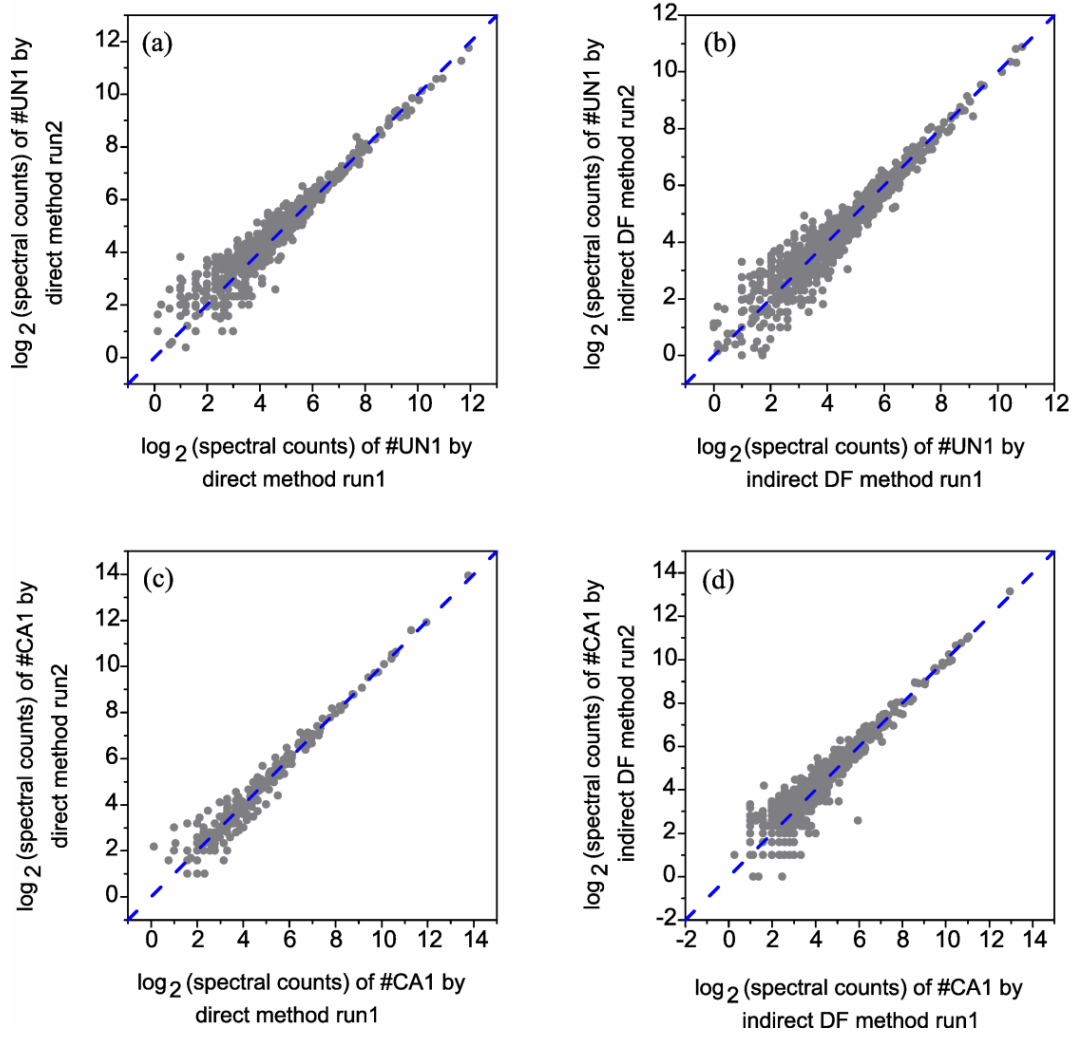 (a)
log 2 (spectral counts) of #UN1 by
direct method run2
12
10
8
6
4
2
0
0 2 4 6 8 10 12
log 2 (spectral counts) of #UN1 by
direct method run1
(b)
log 2 (spectral counts) of #UN1 by
indirect DF method run2
12
10
8
6
4
2
0
0 2 4 6 8 10 12
log 2 (spectral counts) of #UN1 by
indirect DF method run1
(c)
log 2 (spectral counts) of #CA1 by
direct method run2
14
12
10
8
6
4
2
0
0 2 4 6 8 10 12 14
log 2 (spectral counts) of #CA1 by
direct method run1
(d)
log 2 (spectral counts) of #CA1 by
indirect DF method run2
14
12
10
8
6
4
2
0
-2
-2 0 2 4 6 8 10 12 14
log 2 (spectral counts) of #CA1 by
indirect DF method run1